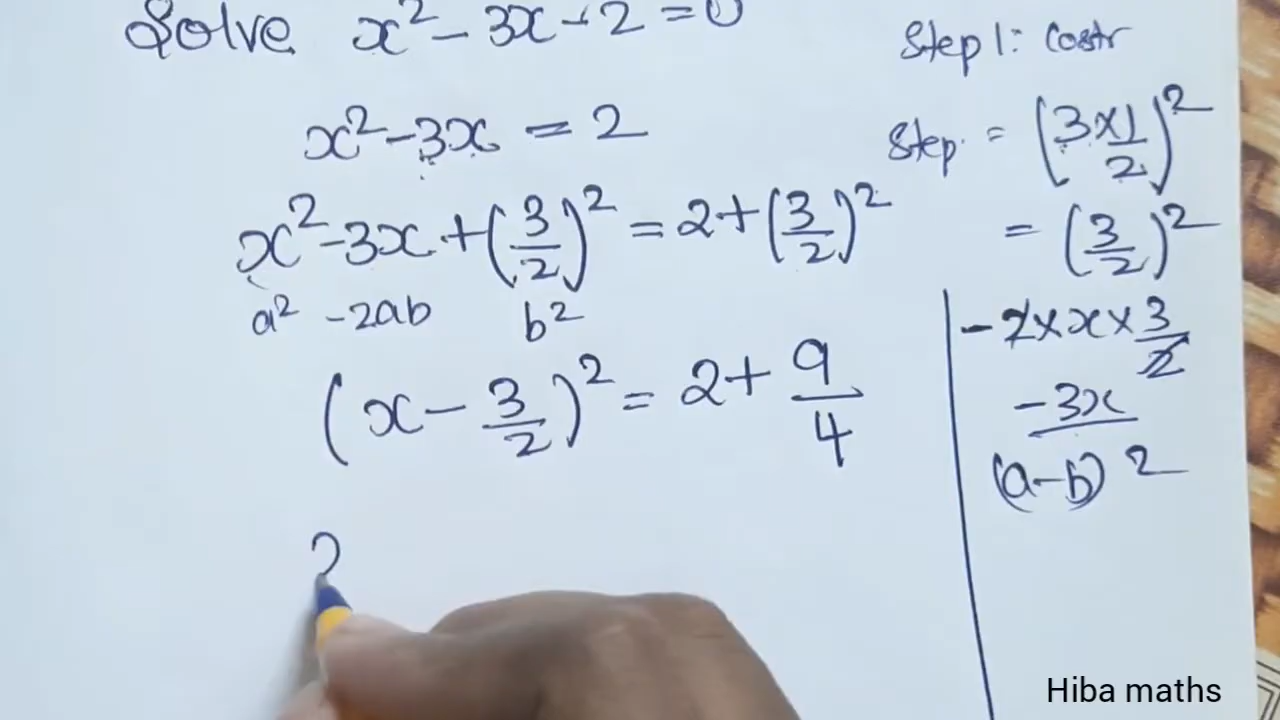 Solve x² - 3x - 2 = 0
x² - 3x = 2
x² - 3x + (3/2)² = 2 + (3/2)²
a² - 2ab b²
(x - 3/2)² = 2 + 9/4
Step 1: Costr
Step = (3 × 1/2)²
= (3/2)²
- 2 × x × 3/2
- 3x
(a - b)²
Hiba maths